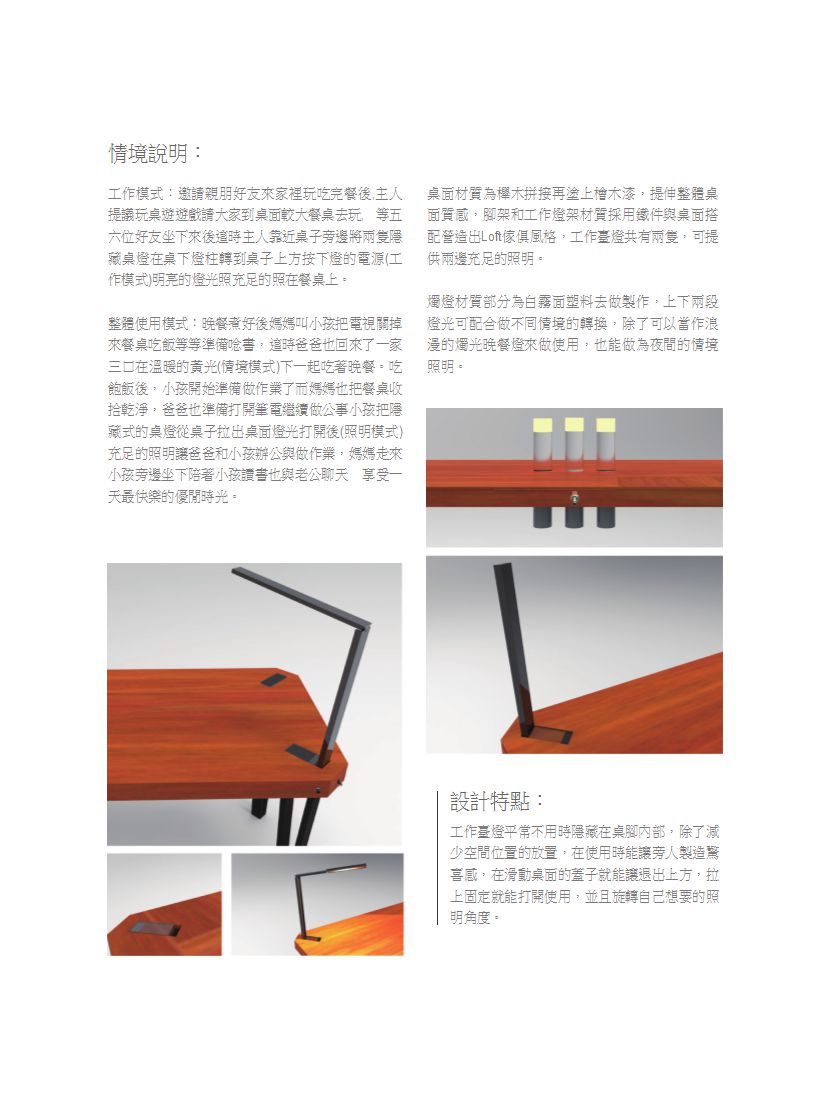 情境說明：
工作模式：邀請親朋好友來家裡玩吃完餐後,主人
提議玩桌遊遊戲請大家到桌面較大餐桌去玩,　等五
六位好友坐下來後這時主人靠近桌子旁邊將兩隻隱
藏桌燈在桌下燈柱轉到桌子上方按下燈的電源(工
作模式)明亮的燈光照充足的照在餐桌上。
整體使用模式：晚餐煮好後媽媽叫小孩把電視關掉
來餐桌吃飯等等準備唸書，這時爸爸也回來了一家
三口在溫暖的黃光(情境模式)下一起吃著晚餐。吃
飽飯後，小孩開始準備做作業了而媽媽也把餐桌收
拾乾淨，爸爸也準備打開筆電繼續做公事小孩把隱
藏式的桌燈從桌子拉出桌面燈光打開後(照明模式)
充足的照明讓爸爸和小孩辦公與做作業，媽媽走來
小孩旁邊坐下陪著小孩讀書也與老公聊天　享受一
天最快樂的優閒時光。
桌面材質為櫸木拼接再塗上檜木漆，提伸整體桌
面質感，腳架和工作燈架材質採用鐵件與桌面搭
配營造出Loft傢俱風格，工作臺燈共有兩隻，可提
供兩邊充足的照明。
燭燈材質部分為白霧面塑料去做製作，上下兩段
燈光可配合做不同情境的轉換，除了可以當作浪
漫的燭光晚餐燈來做使用，也能做為夜間的情境
照明。
設計特點：
工作臺燈平常不用時隱藏在桌腳內部，除了減
少空間位置的放置，在使用時能讓旁人製造驚
喜感，在滑動桌面的蓋子就能讓退出上方，拉
上固定就能打開使用，並且旋轉自己想要的照
明角度。